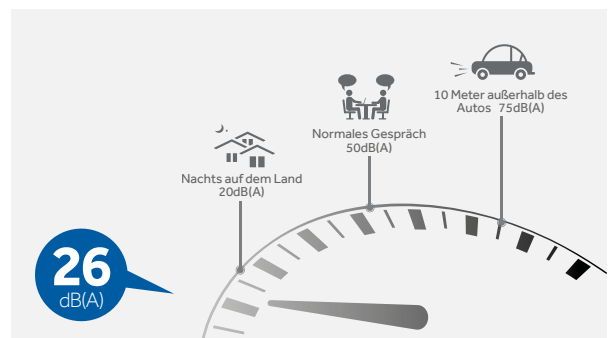 10 Meter außerhalb des
Autos 75dB(A)
Normales Gespräch
50dB(A)
Nachts auf dem Land
20dB(A)
26
dB(A)